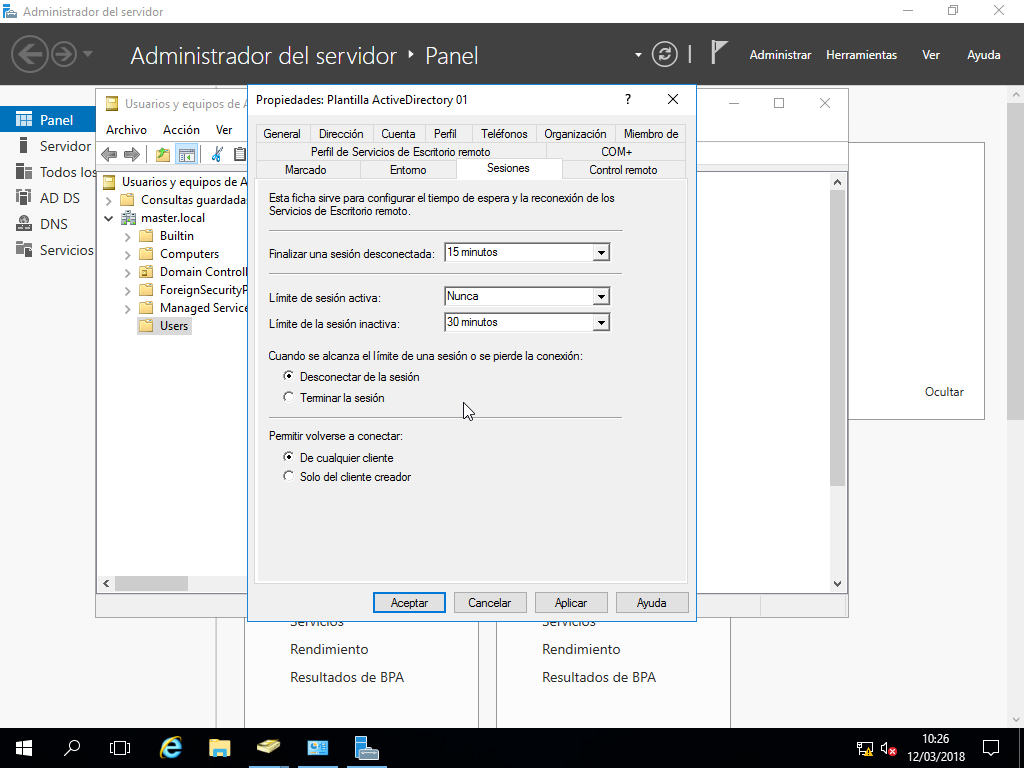 Administrador del servidor
Administrador del servidor ‣ Panel
Administrar Herramientas Ver Ayuda
Panel
Servidor
Todos los
AD DS
DNS
Servicios
Usuarios y equipos de A
Archivo Acción Ver
Usuarios y equipos de A
Consultas guardadas
master.local
Builtin
Computers
Domain Controll
ForeignSecurityP
Managed Service
Users
Propiedades: Plantilla ActiveDirectory 01
General Dirección Cuenta Perfil Teléfonos Organización Miembro de
Perfil de Servicios de Escritorio remoto COM+
Marcado Entorno Sesiones Control remoto
Esta ficha sirve para configurar el tiempo de espera y la reconexión de los
Servicios de Escritorio remoto.
Finalizar una sesión desconectada: 15 minutos
Límite de sesión activa: Nunca
Límite de la sesión inactiva: 30 minutos
Cuando se alcanza el límite de una sesión o se pierde la conexión:
Desconectar de la sesión
Terminar la sesión
Permitir volverse a conectar:
De cualquier cliente
Solo del cliente creador
Aceptar Cancelar Aplicar Ayuda
Ocultar
Servicios Servicios
Rendimiento Rendimiento
Resultados de BPA Resultados de BPA
10:26
12/03/2018